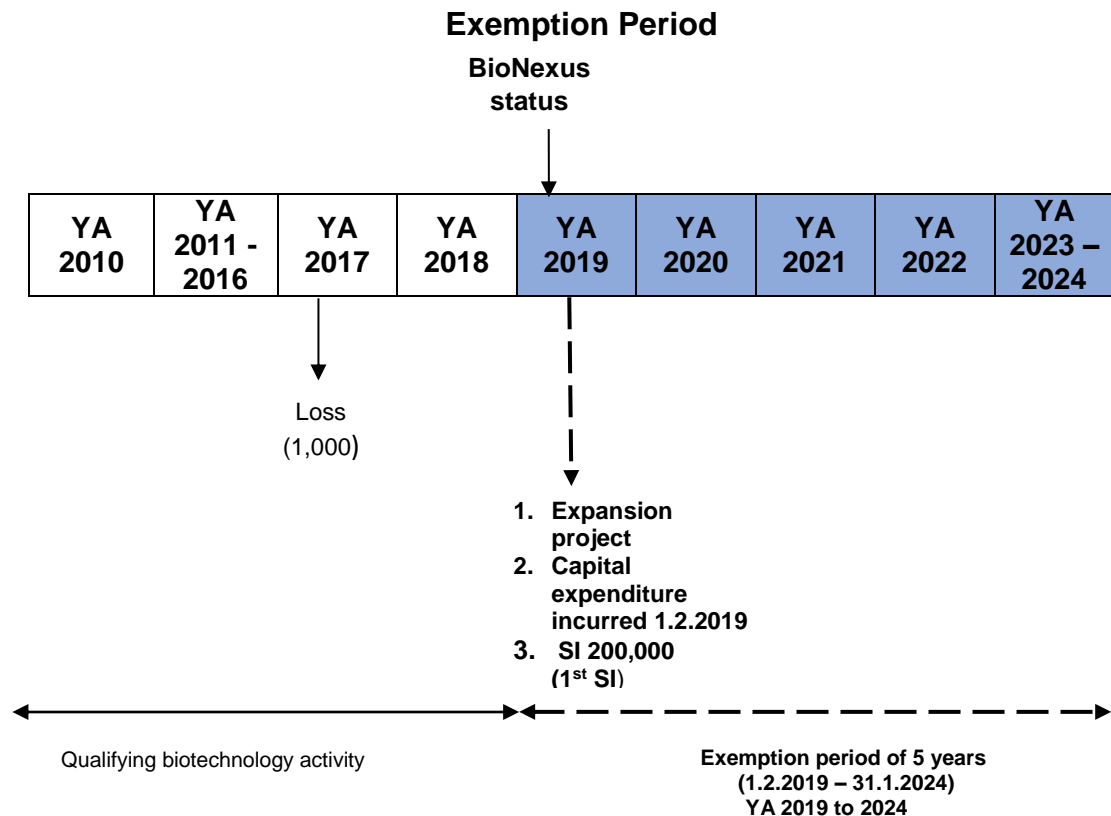 Exemption Period
BioNexus
status
YA
2010
YA
2011 -
2016
YA
2017
YA
2018
YA
2019
YA
2020
YA
2021
YA
2022
YA
2023 –
2024
Loss
(1,000)
1. Expansion
project
2. Capital
expenditure
incurred 1.2.2019
3. SI 200,000
(1st SI)
Qualifying biotechnology activity
Exemption period of 5 years
(1.2.2019 – 31.1.2024)
YA 2019 to 2024